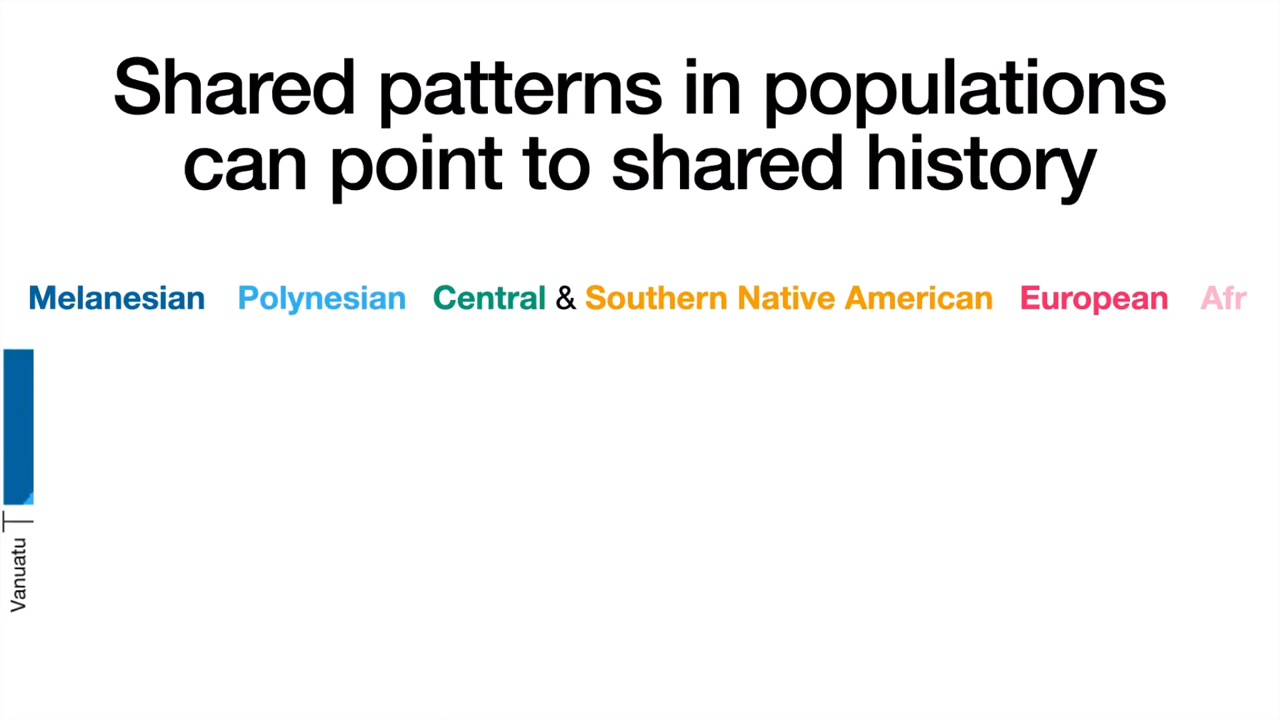 Shared patterns in populations
can point to shared history
Melanesian Polynesian Central & Southern Native American European Afr
Vanuatu